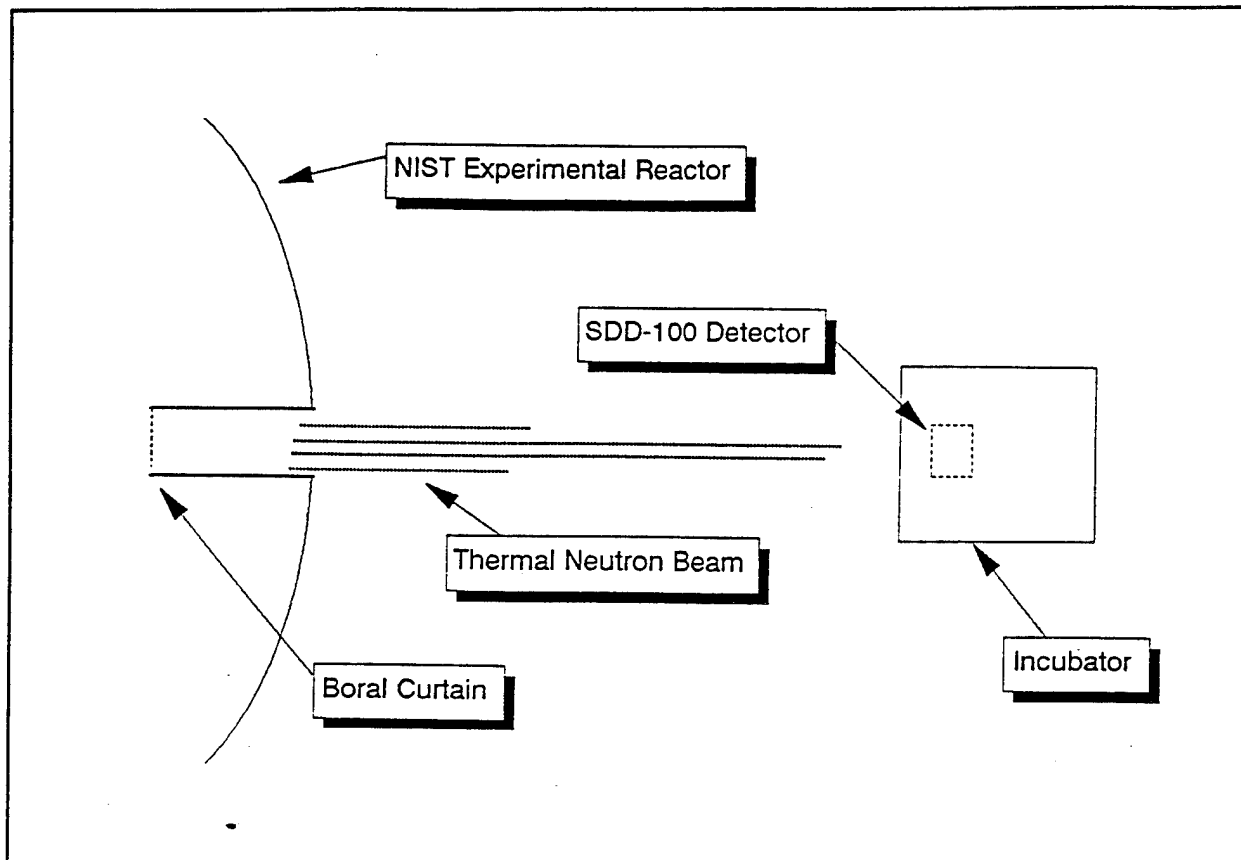 NIST Experimental Reactor
SDD-100 Detector
Thermal Neutron Beam
Incubator
Boral Curtain